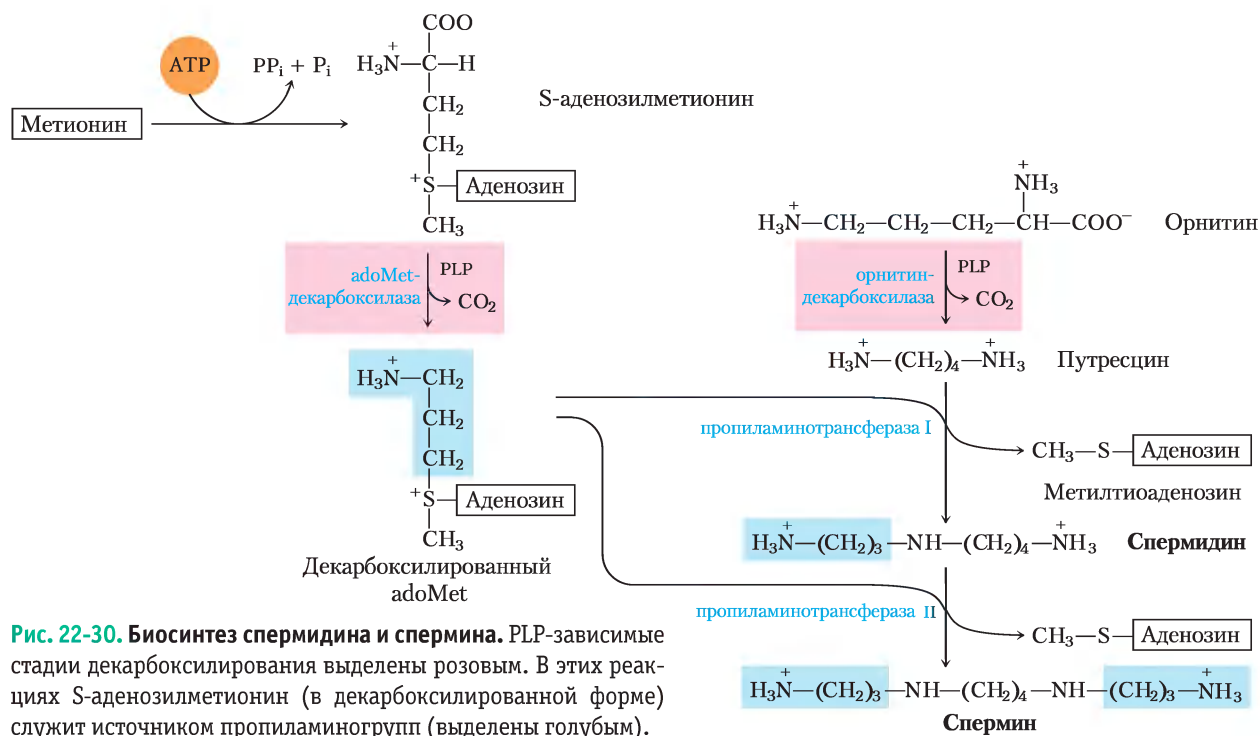 COO
H₃N⁺—C—H
ATP
PPᵢ + Pᵢ
Метионин
CH₂
CH₂
⁺S—Аденозин
CH₃
S-аденозилметионин
adoMet-
декарбоксилаза
PLP
CO₂
H₃N⁺—CH₂
CH₂
CH₂
⁺S—Аденозин
CH₃
Декарбоксилированный
adoMet
⁺NH₃
H₃N⁺—CH₂—CH₂—CH₂—CH—COO⁻ Орнитин
орнитин-
декарбоксилаза
PLP
CO₂
H₃N⁺—(CH₂)₄—N⁺H₃ Путресцин
пропиламинотрансфераза I
CH₃—S—Аденозин
Метилтиоаденозин
H₃N⁺—(CH₂)₃—NH—(CH₂)₄—N⁺H₃ Спермидин
пропиламинотрансфераза II
CH₃—S—Аденозин
H₃N⁺—(CH₂)₃—NH—(CH₂)₄—NH—(CH₂)₃—N⁺H₃
Спермин
Рис. 22-30. Биосинтез спермидина и спермина. PLP-зависимые
стадии декарбоксилирования выделены розовым. В этих реак-
циях S-аденозилметионин (в декарбоксилированной форме)
служит источником пропиламиногрупп (выделены голубым).